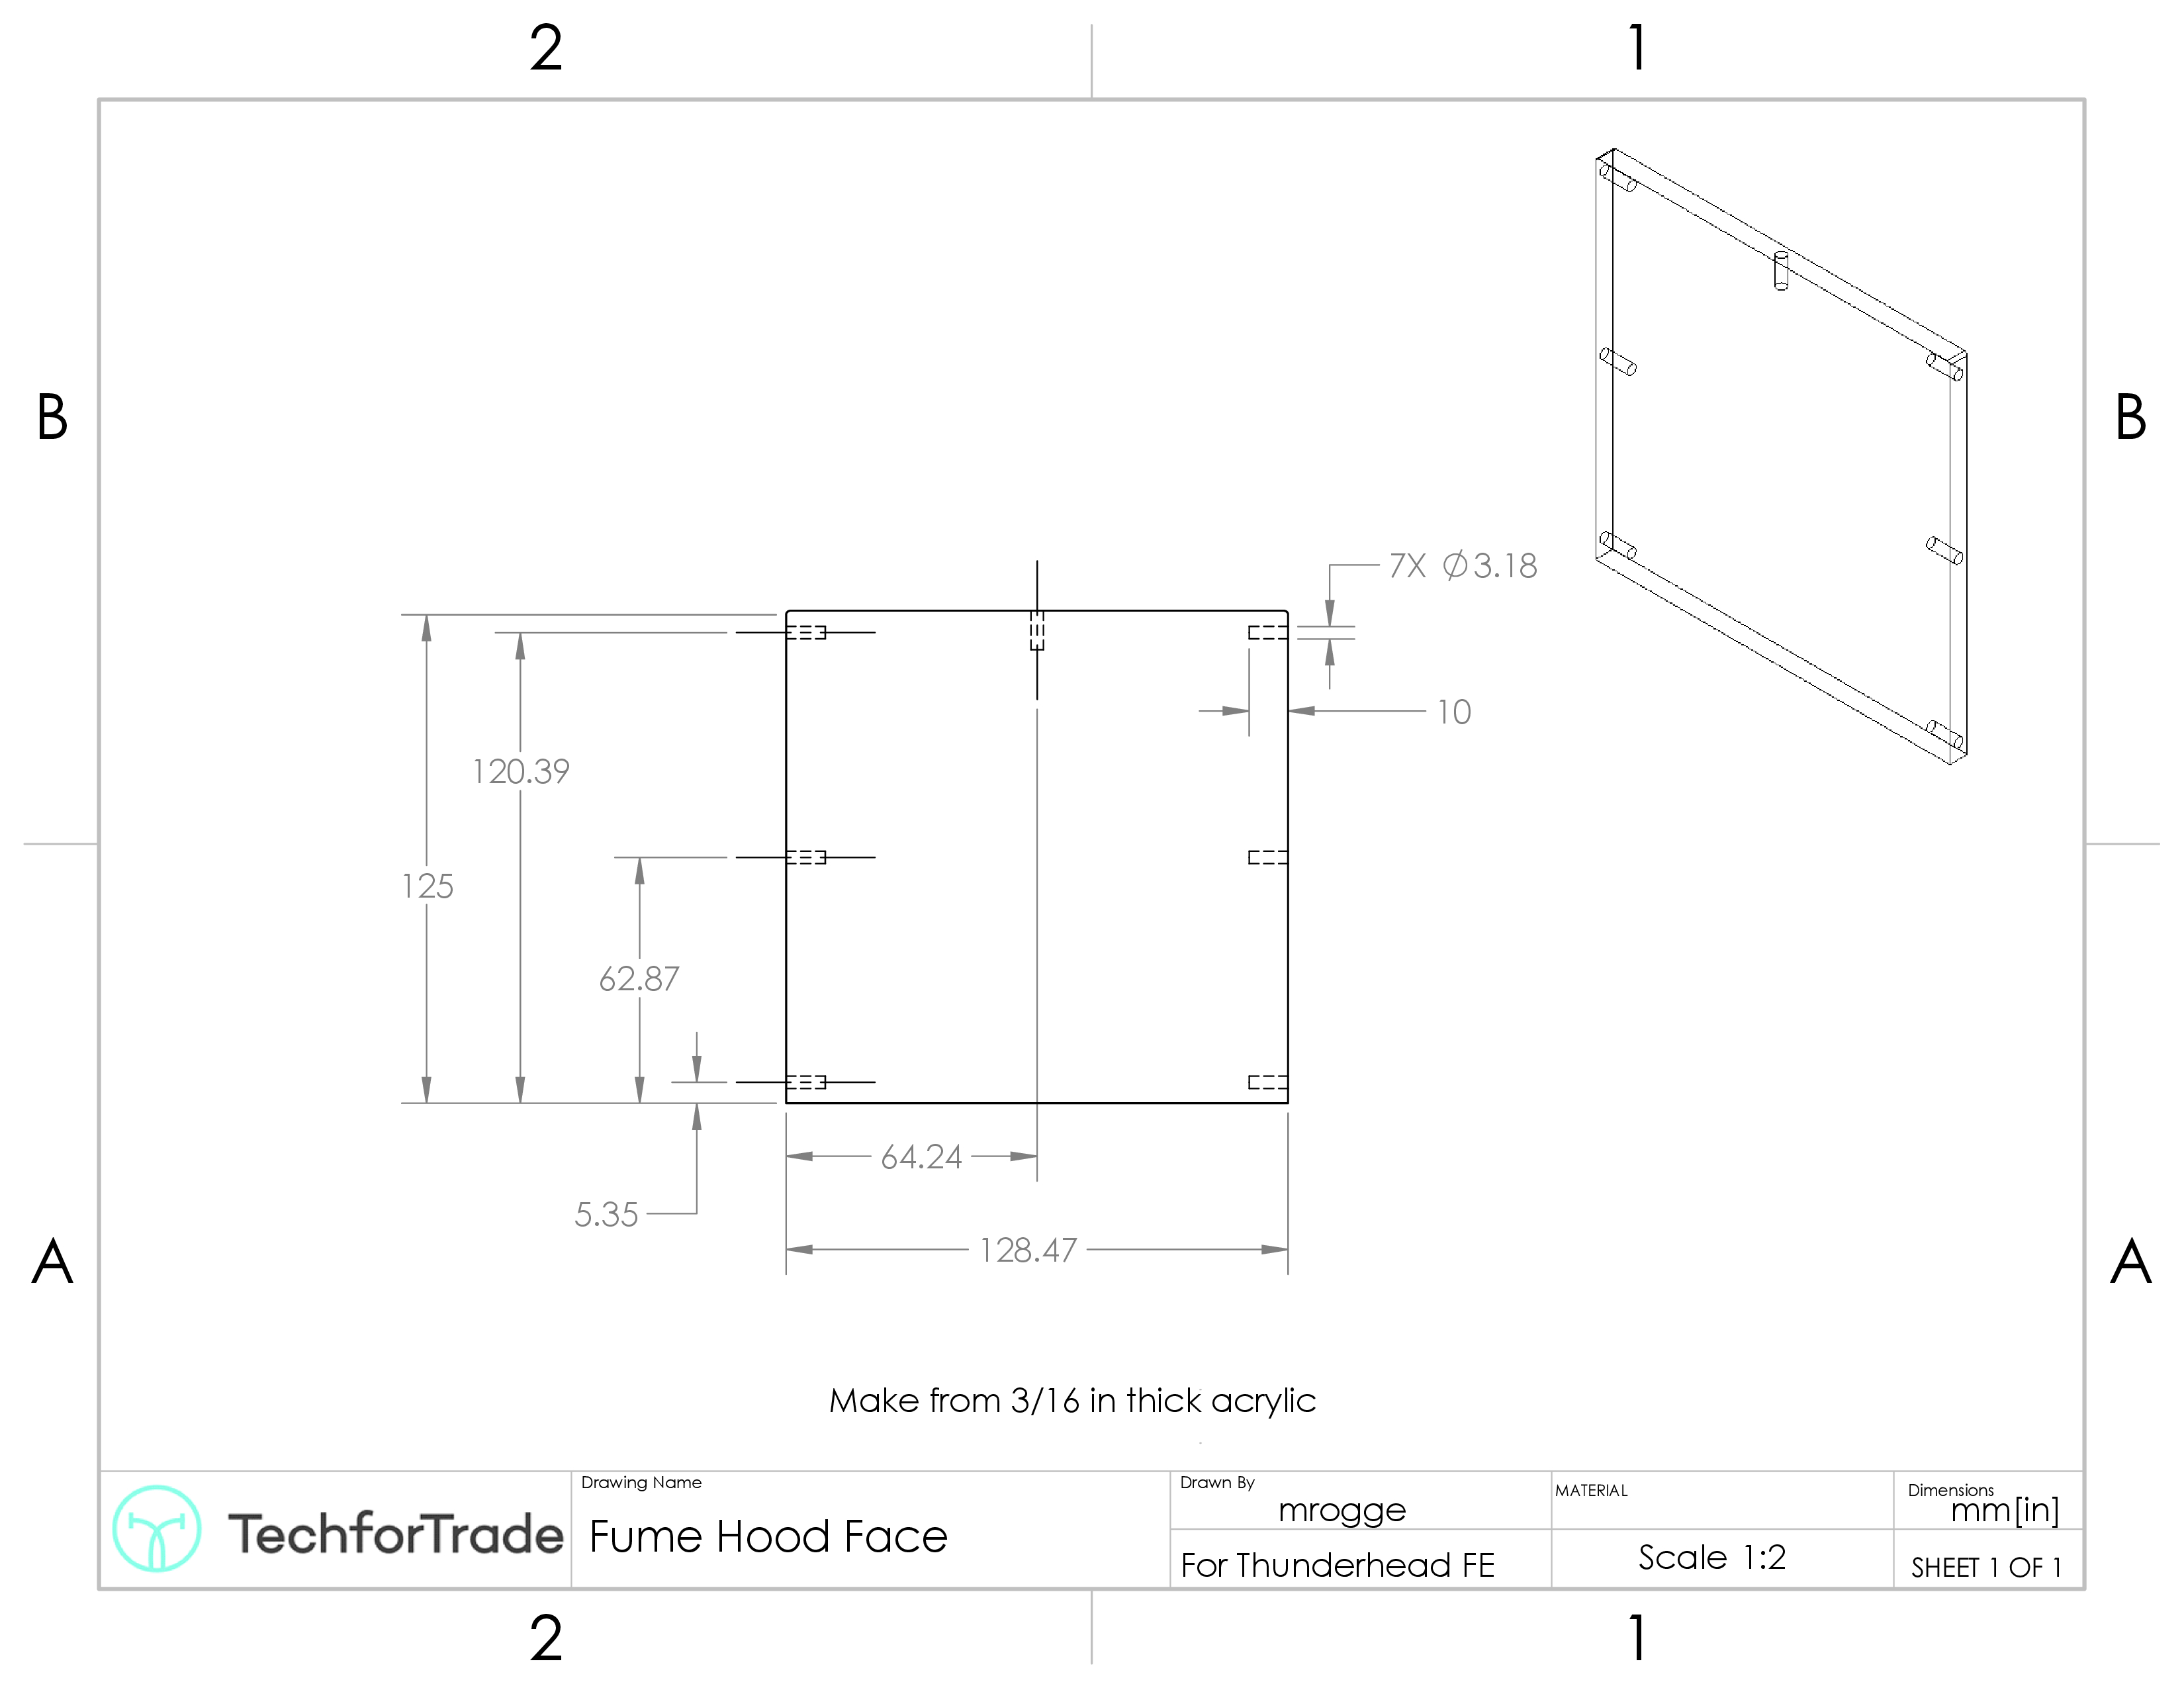 2 1
B B
7X ∅3.18
10
120.39
125
62.87
64.24
5.35
128.47
A A
Make from 3/16 in thick acrylic
TechforTrade
Drawing Name
Fume Hood Face
Drawn By
mrogge
For Thunderhead FE
MATERIAL
Scale 1:2
Dimensions
mm[in]
SHEET 1 OF 1
2 1